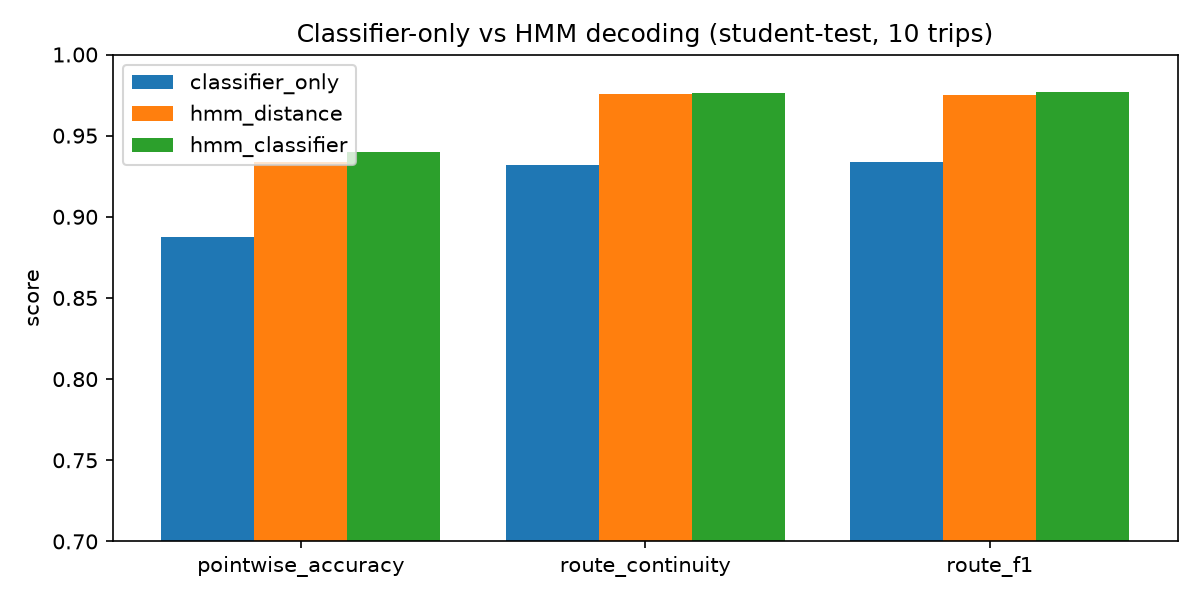 Classifier-only vs HMM decoding (student-test, 10 trips)
1.00
0.95
0.90
0.85
0.80
0.75
0.70
score
classifier_only
hmm_distance
hmm_classifier
pointwise_accuracy
route_continuity
route_f1